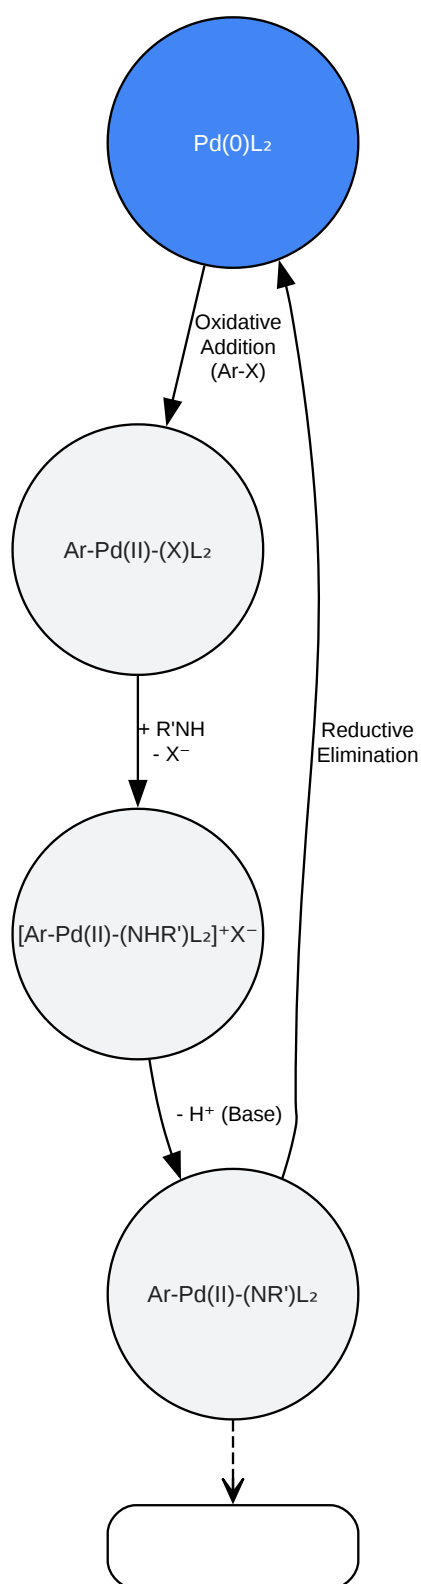 Pd(0)L₂
Oxidative
Addition
(Ar-X)
Ar-Pd(II)-(X)L₂
+ R'NH
- X⁻
Reductive
Elimination
[Ar-Pd(II)-(NHR')L₂]⁺X⁻
- H⁺ (Base)
Ar-Pd(II)-(NR')L₂